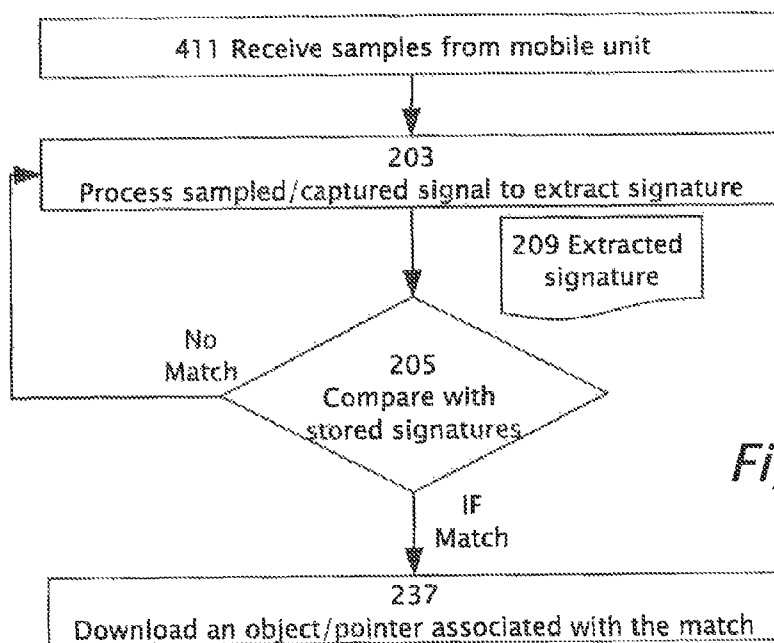 411 Receive samples from mobile unit
203
Process sampled/captured signal to extract signature
209 Extracted
signature
No
Match
205
Compare with
stored signatures
IF
Match
237
Download an object/pointer associated with the match